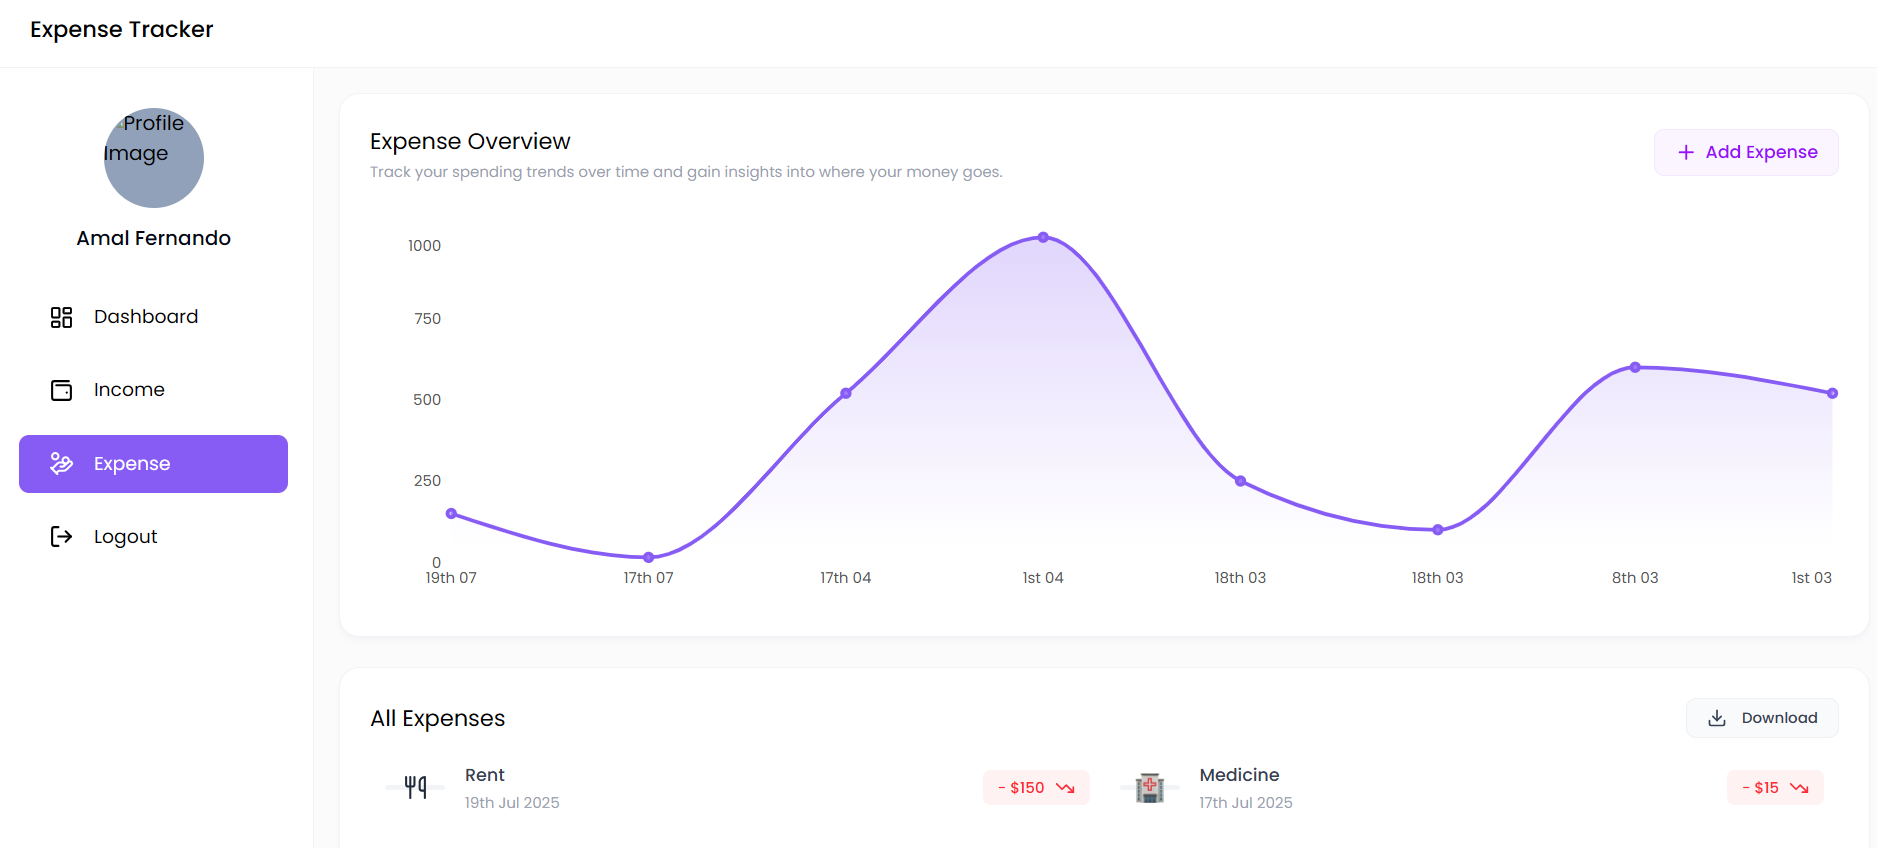 Expense Tracker
Profile
Image
Amal Fernando
Dashboard
Income
Expense
Logout
Expense Overview
Track your spending trends over time and gain insights into where your money goes.
+ Add Expense
1000
750
500
250
0
19th 07 17th 07 17th 04 1st 04 18th 03 18th 03 8th 03 1st 03
All Expenses
Download
Rent
19th Jul 2025
- $150
Medicine
17th Jul 2025
- $15